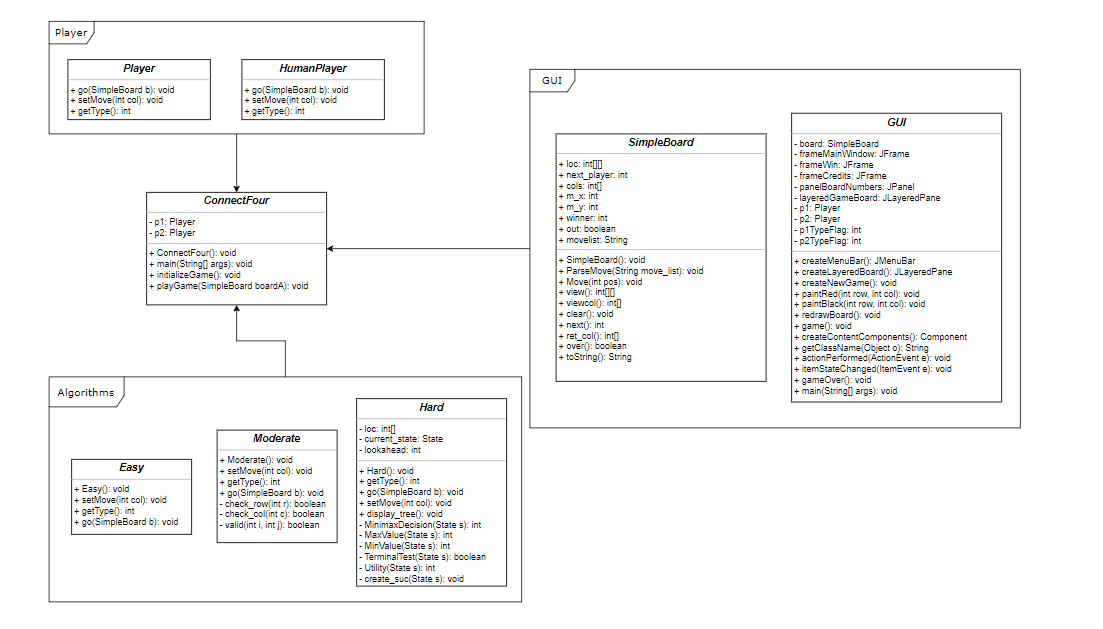 Player
Player
+ go(SimpleBoard b): void
+ setMove(int col): void
+ getType(): int
HumanPlayer
+ go(SimpleBoard b): void
+ setMove(int col): void
+ getType(): int
ConnectFour
- p1: Player
- p2: Player
+ ConnectFour(): void
+ main(String[] args): void
+ initializeGame(): void
+ playGame(SimpleBoard boardA): void
GUI
SimpleBoard
+ loc: int[][]
+ next_player: int
+ cols: int[]
+ m_x: int
+ m_y: int
+ winner: int
+ out: boolean
+ movelist: String
+ SimpleBoard(): void
+ ParseMove(String move_list): void
+ Move(int pos): void
+ view(): int[][]
+ viewcol(): int[]
+ clear(): void
+ next(): int
+ ret_col(): int[]
+ over(): boolean
+ toString(): String
GUI
- board: SimpleBoard
- frameMainWindow: JFrame
- frameWin: JFrame
- frameCredits: JFrame
- panelBoardNumbers: JPanel
- layeredGameBoard: JLayeredPane
- p1: Player
- p2: Player
- p1TypeFlag: int
- p2TypeFlag: int
+ createMenuBar(): JMenuBar
+ createLayeredBoard(): JLayeredPane
+ createNewGame(): void
+ paintRed(int row, int col): void
+ paintBlack(int row, int col): void
+ redrawBoard(): void
+ game(): void
+ createContentComponents(): Component
+ getClassName(Object o): String
+ actionPerformed(ActionEvent e): void
+ itemStateChanged(ItemEvent e): void
+ gameOver(): void
+ main(String[] args): void
Algorithms
Easy
+ Easy(): void
+ setMove(int col): void
+ getType(): int
+ go(SimpleBoard b): void
Moderate
+ Moderate(): void
+ setMove(int col): void
+ getType(): int
+ go(SimpleBoard b): void
- check_row(int r): boolean
- check_col(int c): boolean
- valid(int i, int j): boolean
Hard
- loc: int[]
- current_state: State
- lookahead: int
+ Hard(): void
+ getType(): int
+ go(SimpleBoard b): void
+ setMove(int col): void
+ display_tree(): void
- MinimaxDecision(State s): int
- MaxValue(State s): int
- MinValue(State s): int
- TerminalTest(State s): boolean
- Utility(State s): int
- create_suc(State s): void